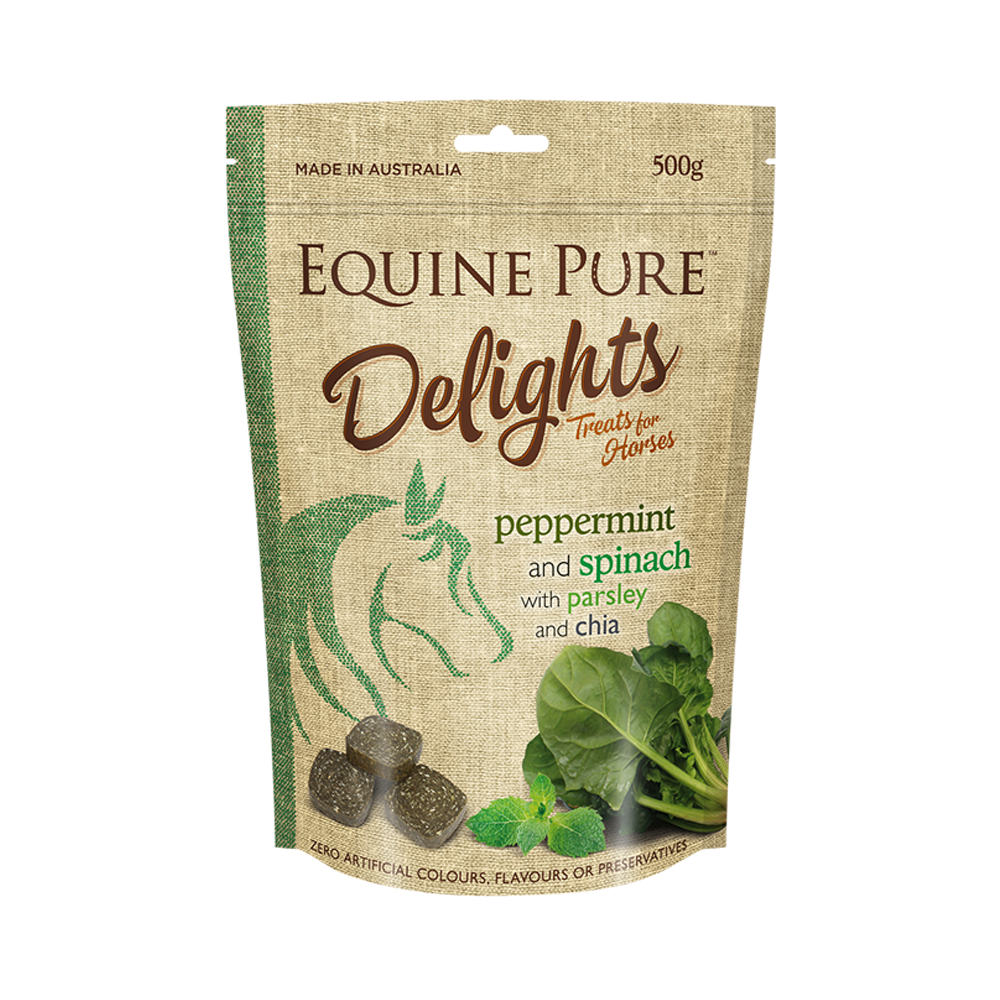 MADE IN AUSTRALIA
500g
EQUINE PURE™
Delights
Treats for
Horses
peppermint
and spinach
with parsley
and chia
ZERO ARTIFICIAL COLOURS, FLAVOURS OR PRESERVATIVES